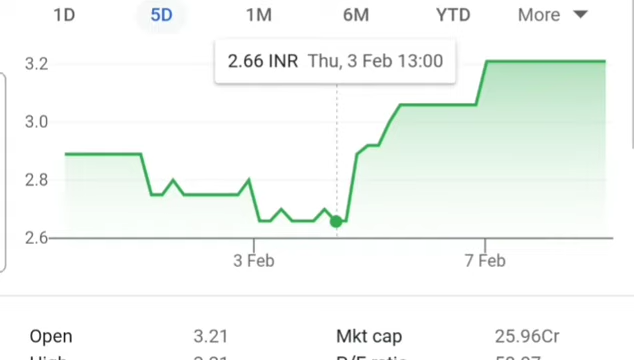 1D 5D 1M 6M YTD More
2.66 INR Thu, 3 Feb 13:00
3.2
3.0
2.8
2.6
3 Feb 7 Feb
Open 3.21 Mkt cap 25.96Cr